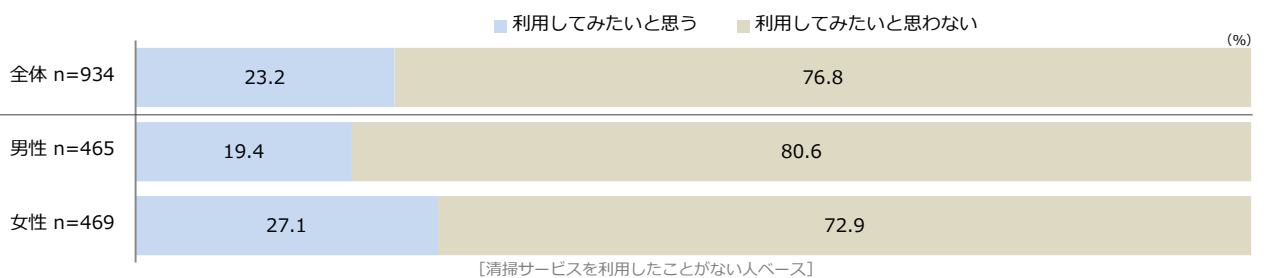 利用してみたいと思う 利用してみたいと思わない
(%)
全体 n=934 23.2 76.8
男性 n=465 19.4 80.6
女性 n=469 27.1 72.9
[清掃サービスを利用したことがない人ベース]